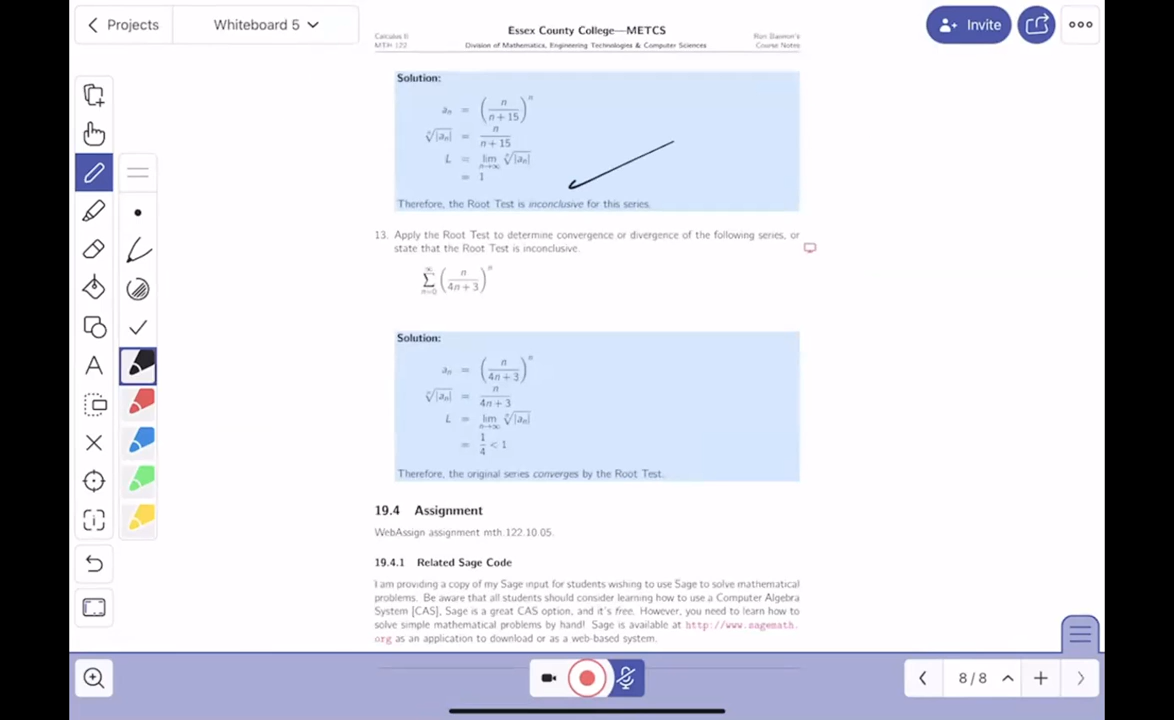 Projects
Whiteboard 5
Invite
Calculus II
MTH 122
Essex County College—METCS
Division of Mathematics, Engineering Technologies & Computer Sciences
Ron Bannon's
Course Notes
Solution:
aₙ = (n/(n + 15))ⁿ
ⁿ√|aₙ| = n/(n + 15)
L = lim n→∞ ⁿ√|aₙ|
= 1
Therefore, the Root Test is inconclusive for this series.
13. Apply the Root Test to determine convergence or divergence of the following series, or
state that the Root Test is inconclusive.
∞ ∑ n=0 (n/(4n + 3))ⁿ
Solution:
aₙ = (n/(4n + 3))ⁿ
ⁿ√|aₙ| = n/(4n + 3)
L = lim n→∞ ⁿ√|aₙ|
= 1/4 < 1
Therefore, the original series converges by the Root Test.
19.4 Assignment
WebAssign assignment mth.122.10.05.
19.4.1 Related Sage Code
I am providing a copy of my Sage input for students wishing to use Sage to solve mathematical
problems. Be aware that all students should consider learning how to use a Computer Algebra
System [CAS], Sage is a great CAS option, and it's free. However, you need to learn how to
solve simple mathematical problems by hand! Sage is available at http://www.sagemath.
org as an application to download or as a web-based system.
8/8